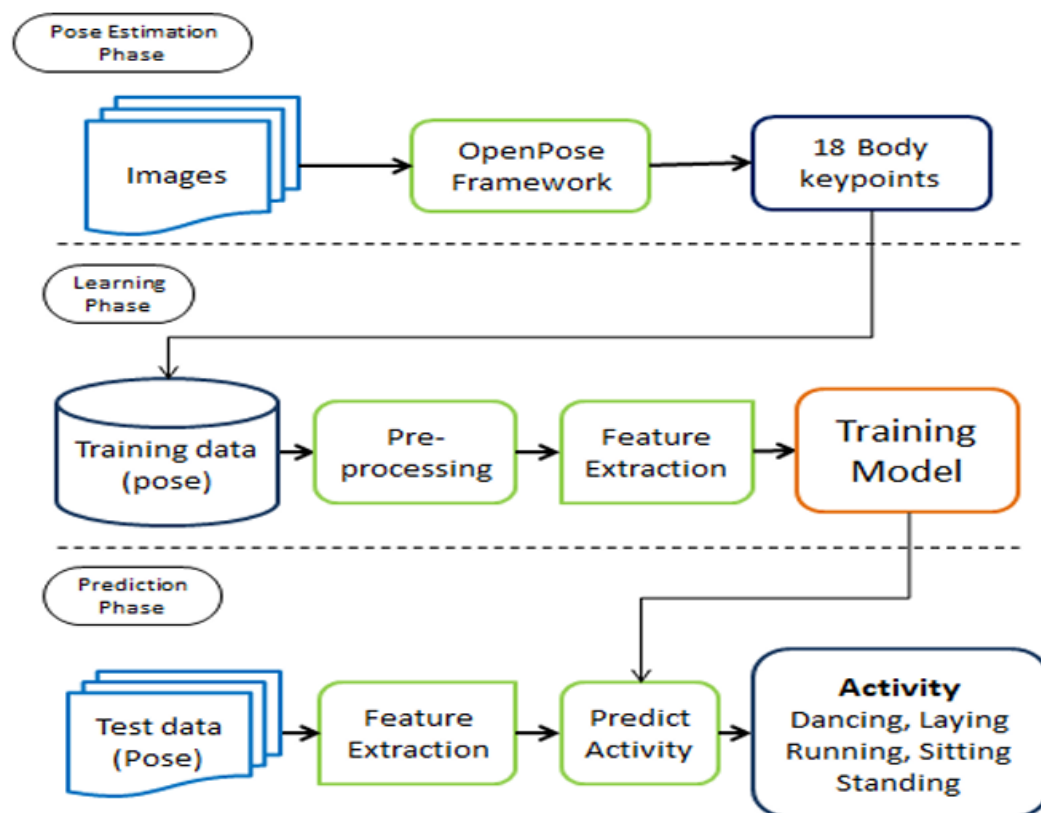 Pose Estimation
Phase
Images
OpenPose
Framework
18 Body
keypoints
Learning
Phase
Training data
(pose)
Pre-
processing
Feature
Extraction
Training
Model
Prediction
Phase
Test data
(Pose)
Feature
Extraction
Predict
Activity
Activity
Dancing, Laying
Running, Sitting
Standing